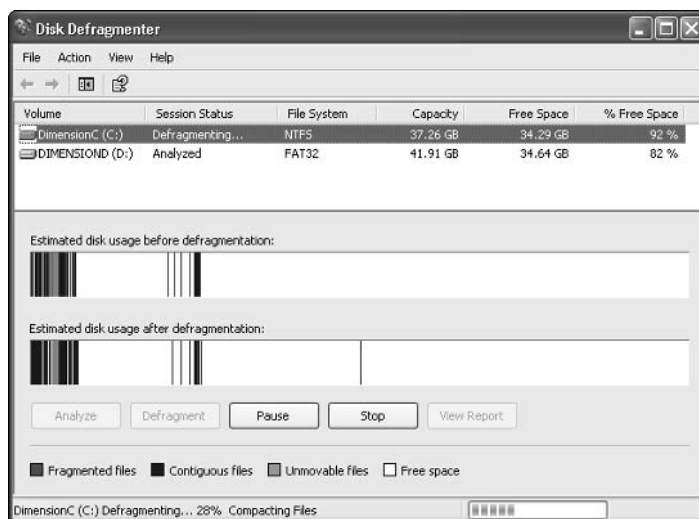 Disk Defragmenter
File Action View Help
Volume Session Status File System Capacity Free Space % Free Space
DimensionC (C:) Defragmenting... NTFS 37.26 GB 34.29 GB 92 %
DIMENSIOND (D:) Analyzed FAT32 41.91 GB 34.64 GB 82 %
Estimated disk usage before defragmentation:
Estimated disk usage after defragmentation:
Analyze Defragment Pause Stop View Report
Fragmented files Contiguous files Unmovable files Free space
DimensionC (C:) Defragmenting... 28% Compacting Files